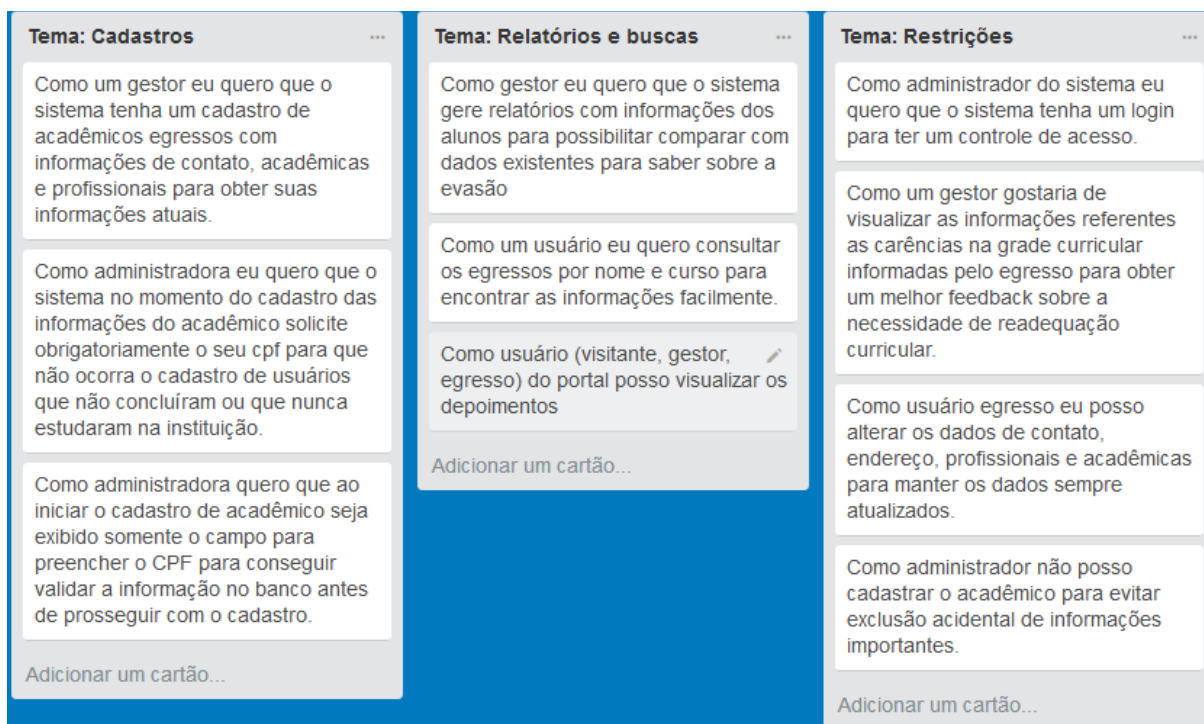 Tema: Cadastros
Como um gestor eu quero que o
sistema tenha um cadastro de
acadêmicos egressos com
informações de contato, acadêmicas
e profissionais para obter suas
informações atuais.
Como administradora eu quero que o
sistema no momento do cadastro das
informações do acadêmico solicite
obrigatoriamente o seu cpf para que
não ocorra o cadastro de usuários
que não concluíram ou que nunca
estudaram na instituição.
Como administradora quero que ao
iniciar o cadastro de acadêmico seja
exibido somente o campo para
preencher o CPF para conseguir
validar a informação no banco antes
de prosseguir com o cadastro.
Adicionar um cartão...
Tema: Relatórios e buscas
Como gestor eu quero que o sistema
gere relatórios com informações dos
alunos para possibilitar comparar com
dados existentes para saber sobre a
evasão
Como um usuário eu quero consultar
os egressos por nome e curso para
encontrar as informações facilmente.
Como usuário (visitante, gestor,
egresso) do portal posso visualizar os
depoimentos
Adicionar um cartão...
Tema: Restrições
Como administrador do sistema eu
quero que o sistema tenha um login
para ter um controle de acesso.
Como um gestor gostaria de
visualizar as informações referentes
as carências na grade curricular
informadas pelo egresso para obter
um melhor feedback sobre a
necessidade de readequação
curricular.
Como usuário egresso eu posso
alterar os dados de contato,
endereço, profissionais e acadêmicas
para manter os dados sempre
atualizados.
Como administrador não posso
cadastrar o acadêmico para evitar
exclusão acidental de informações
importantes.
Adicionar um cartão...